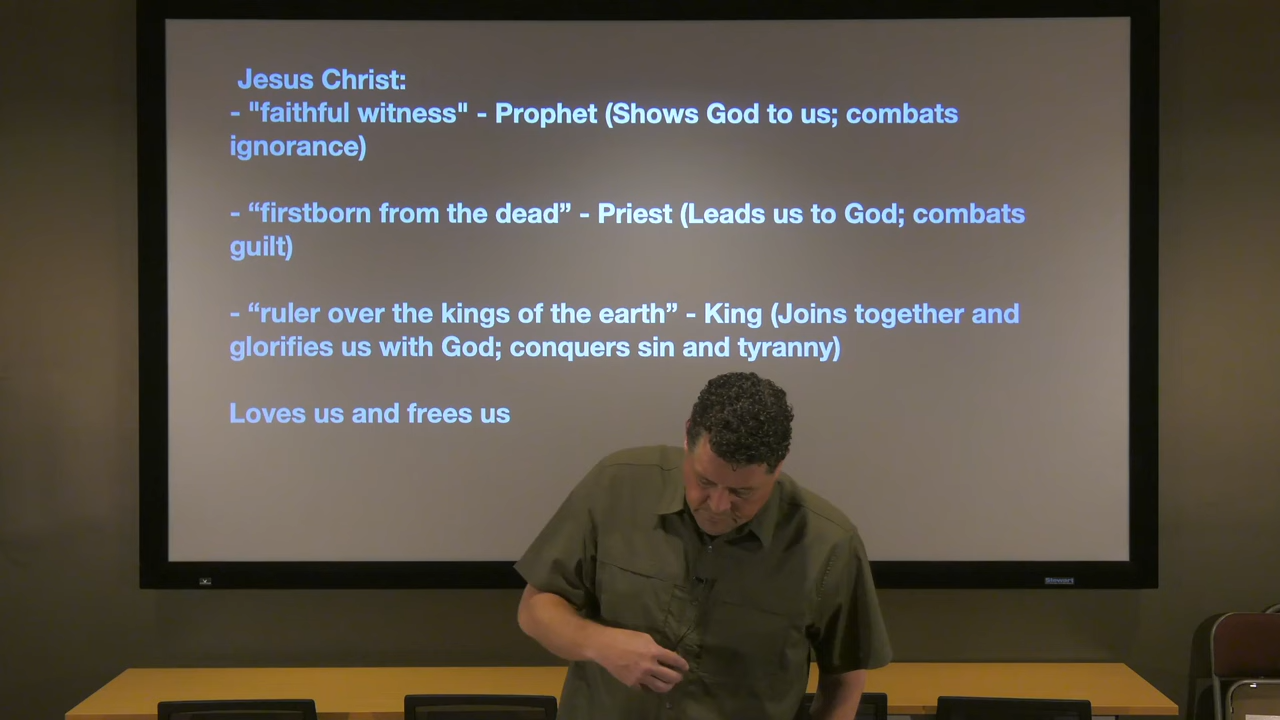 Jesus Christ:
- "faithful witness" - Prophet (Shows God to us; combats
ignorance)
- “firstborn from the dead” - Priest (Leads us to God; combats
guilt)
- “ruler over the kings of the earth” - King (Joins together and
glorifies us with God; conquers sin and tyranny)
Loves us and frees us
Stewart